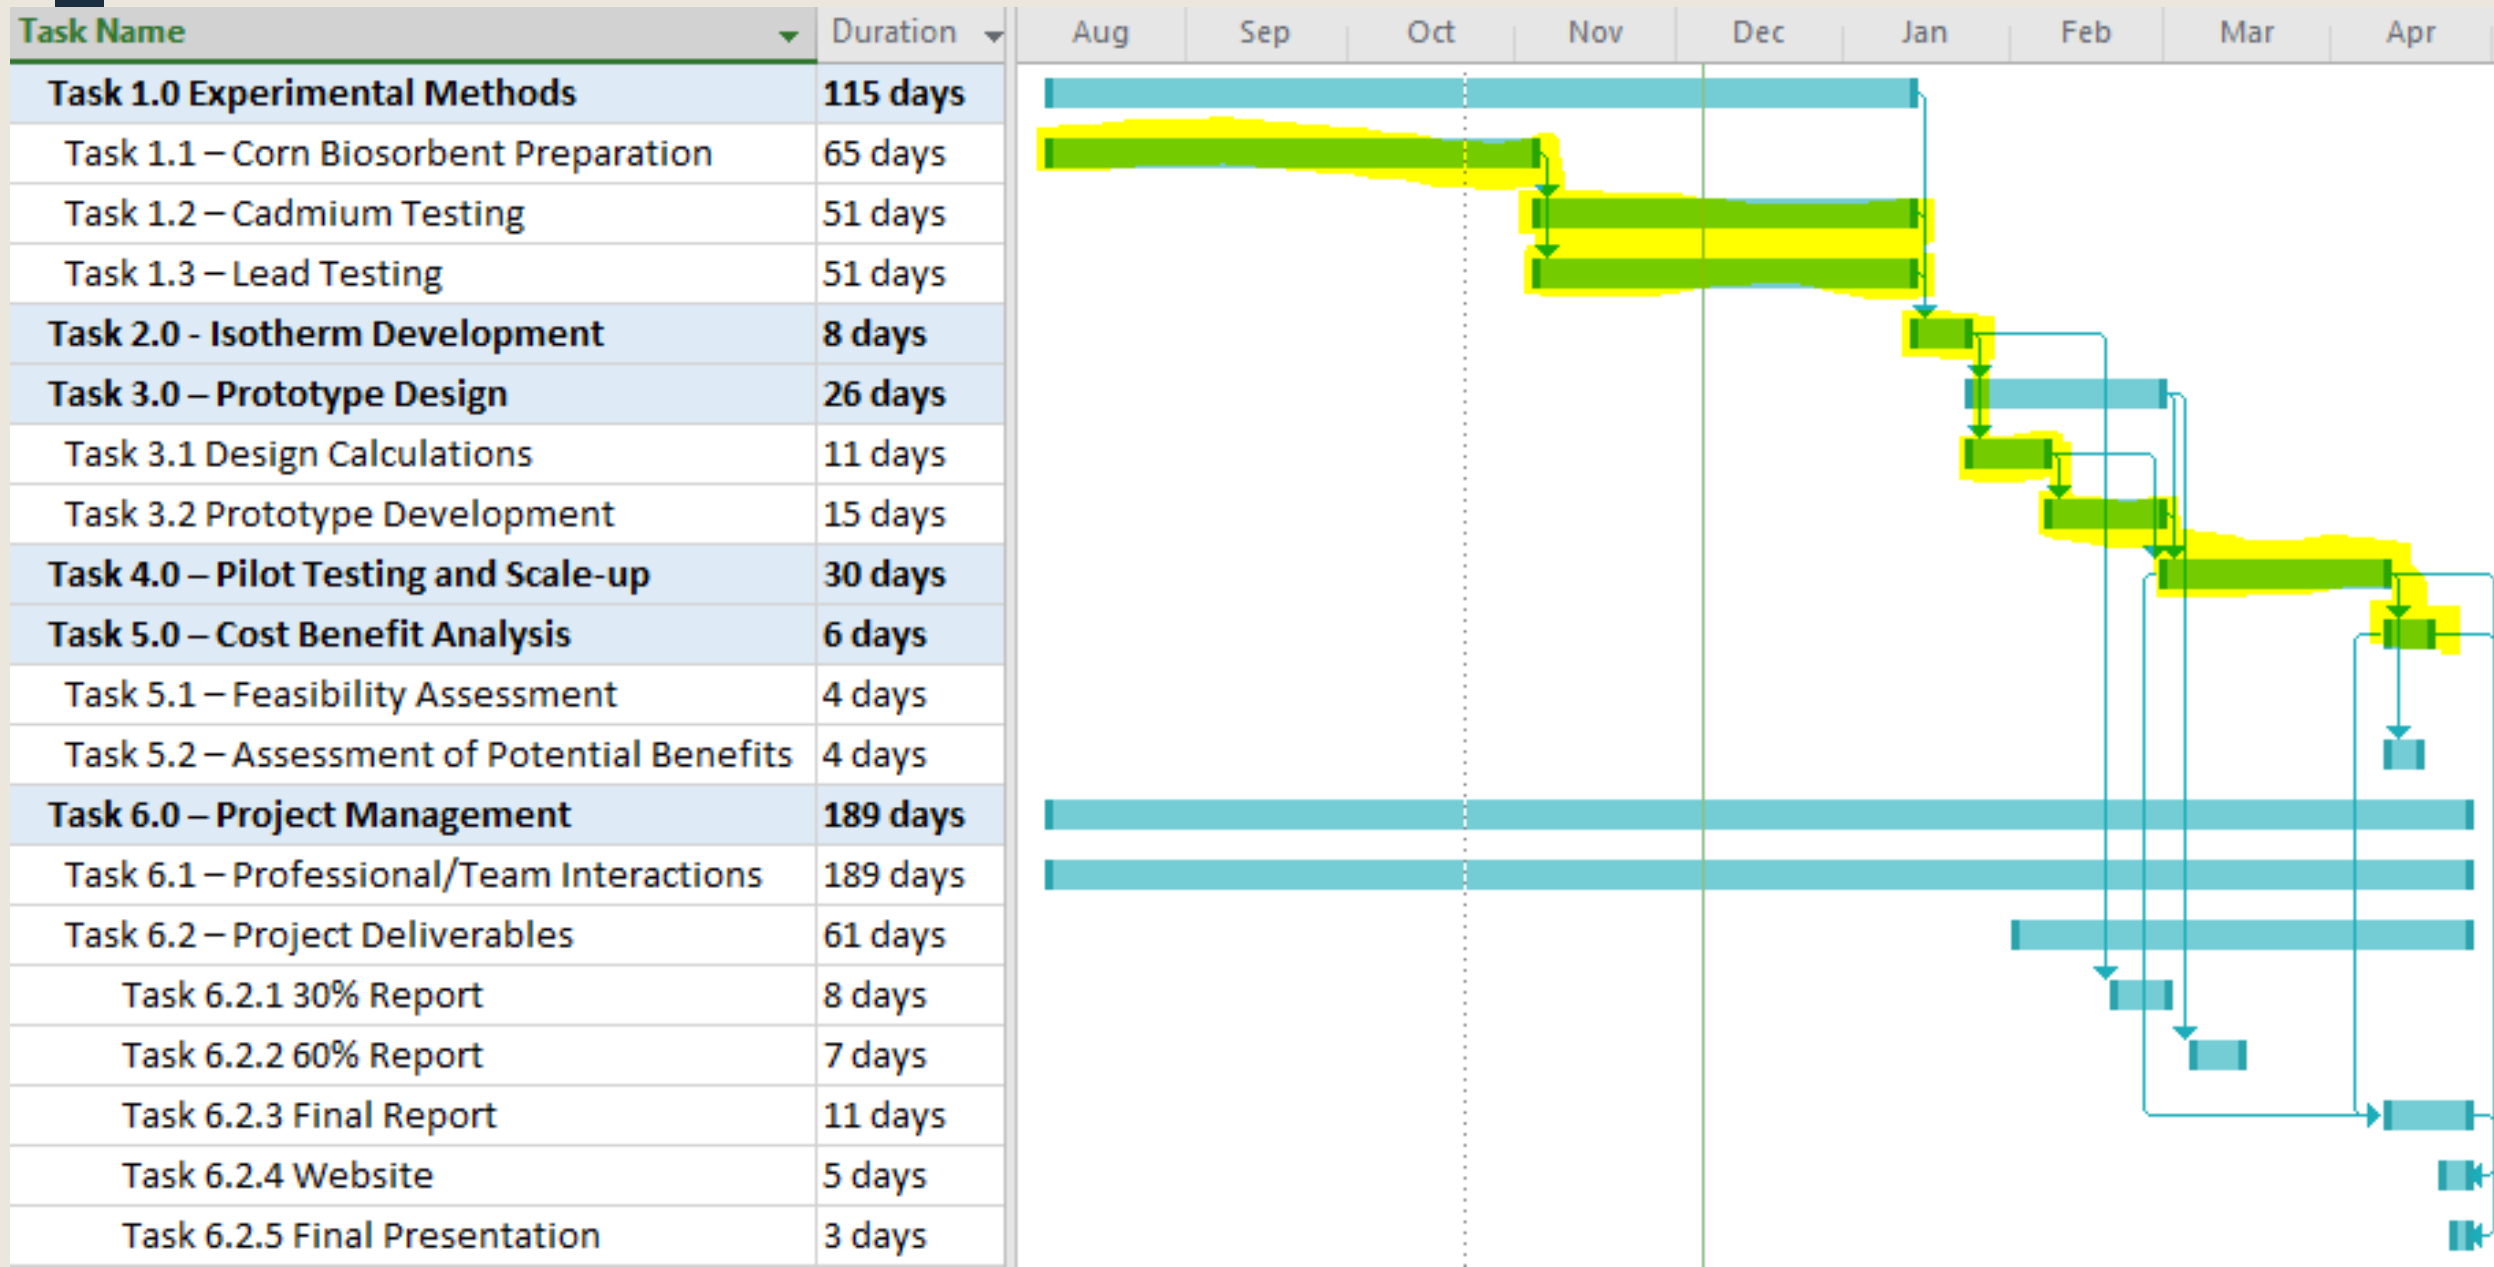 Task Name Duration Aug Sep Oct Nov Dec Jan Feb Mar Apr
Task 1.0 Experimental Methods 115 days
Task 1.1 – Corn Biosorbent Preparation 65 days
Task 1.2 – Cadmium Testing 51 days
Task 1.3 – Lead Testing 51 days
Task 2.0 - Isotherm Development 8 days
Task 3.0 – Prototype Design 26 days
Task 3.1 Design Calculations 11 days
Task 3.2 Prototype Development 15 days
Task 4.0 – Pilot Testing and Scale-up 30 days
Task 5.0 – Cost Benefit Analysis 6 days
Task 5.1 – Feasibility Assessment 4 days
Task 5.2 – Assessment of Potential Benefits 4 days
Task 6.0 – Project Management 189 days
Task 6.1 – Professional/Team Interactions 189 days
Task 6.2 – Project Deliverables 61 days
Task 6.2.1 30% Report 8 days
Task 6.2.2 60% Report 7 days
Task 6.2.3 Final Report 11 days
Task 6.2.4 Website 5 days
Task 6.2.5 Final Presentation 3 days